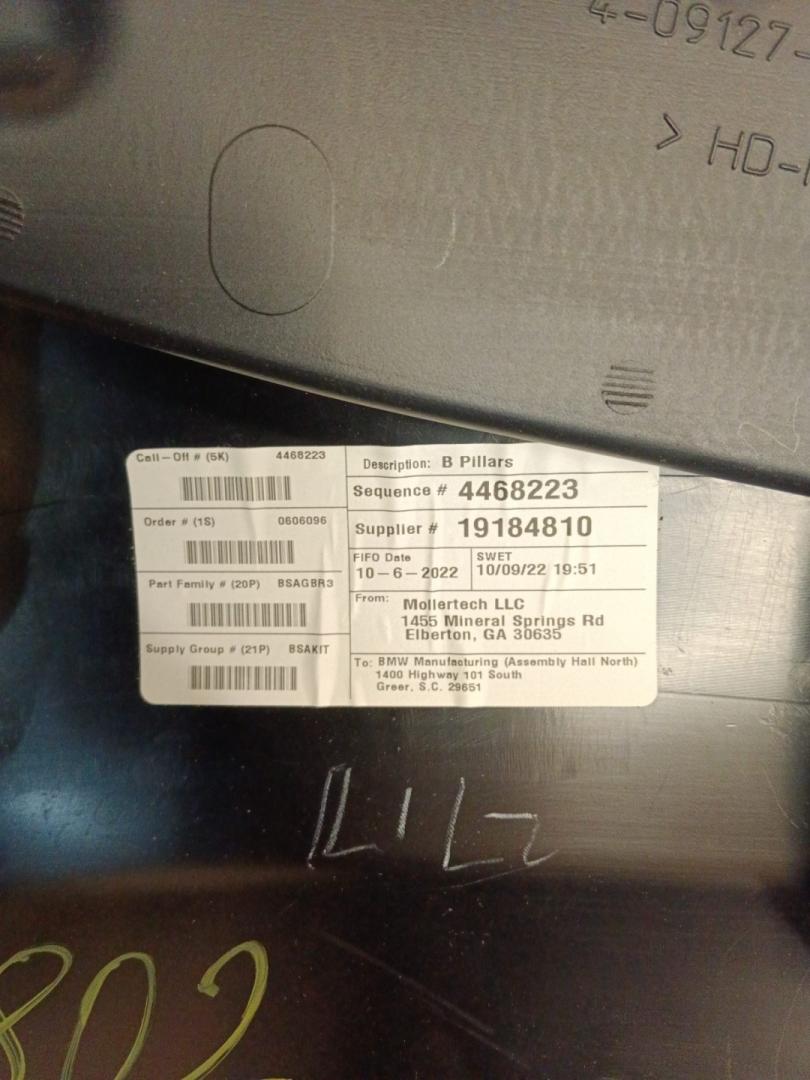 4-09127-
> HD-
Call-Off # (5K) 4468223
Order # (1S) 0606096
Part Family # (20P) BSAGBR3
Supply Group # (21P) BSAKIT
Description: B Pillars
Sequence # 4468223
Supplier # 19184810
FIFO Date
10-6-2022
SWET
10/09/22 19:51
From: Mollertech LLC
1455 Mineral Springs Rd
Elberton, GA 30635
To: BMW Manufacturing (Assembly Hall North)
1400 Highway 101 South
Greer, S.C. 29651
802